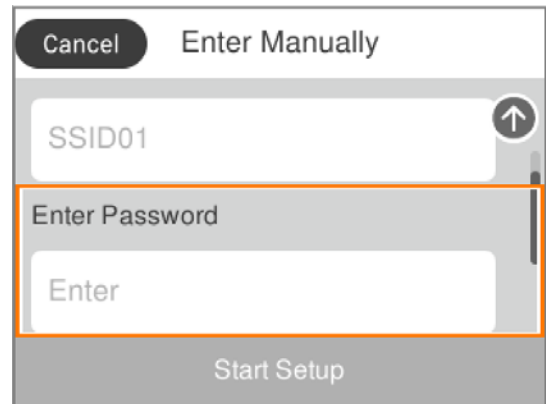 Cancel Enter Manually
SSID01
Enter Password
Enter
Start Setup